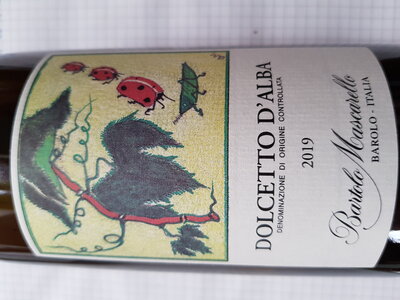 DOLCETTO D'ALBA
DENOMINAZIONE DI ORIGINE CONTROLLATA
2019
Bartolo Mascarello
BAROLO - ITALIA